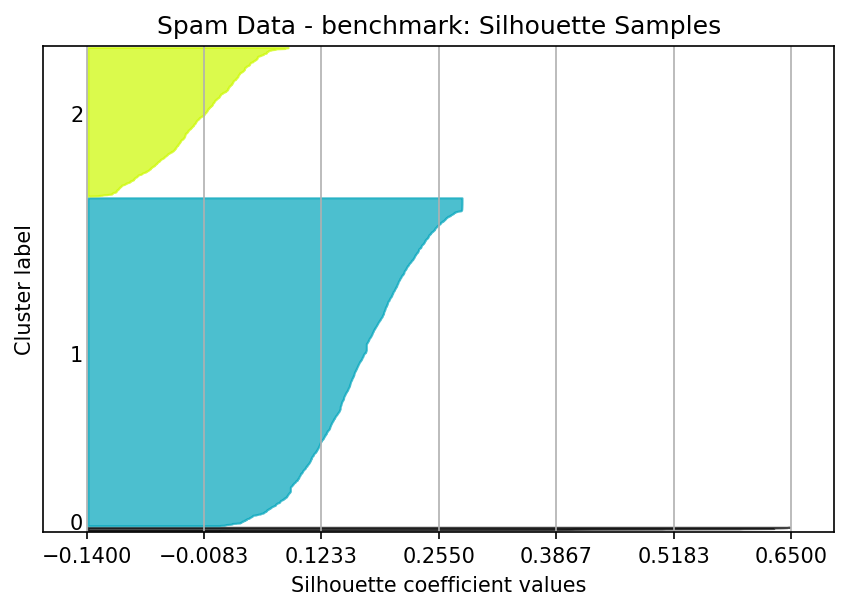 Spam Data - benchmark: Silhouette Samples
2
1
0
Cluster label
−0.1400 −0.0083 0.1233 0.2550 0.3867 0.5183 0.6500
Silhouette coefficient values